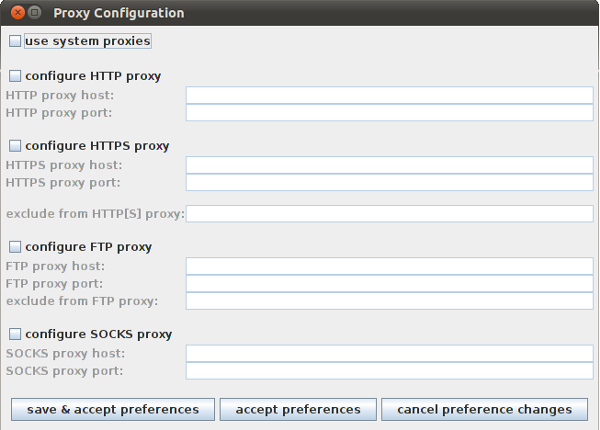 Proxy Configuration
use system proxies
configure HTTP proxy
HTTP proxy host:
HTTP proxy port:
configure HTTPS proxy
HTTPS proxy host:
HTTPS proxy port:
exclude from HTTP[S] proxy:
configure FTP proxy
FTP proxy host:
FTP proxy port:
exclude from FTP proxy:
configure SOCKS proxy
SOCKS proxy host:
SOCKS proxy port:
save & accept preferences accept preferences cancel preference changes